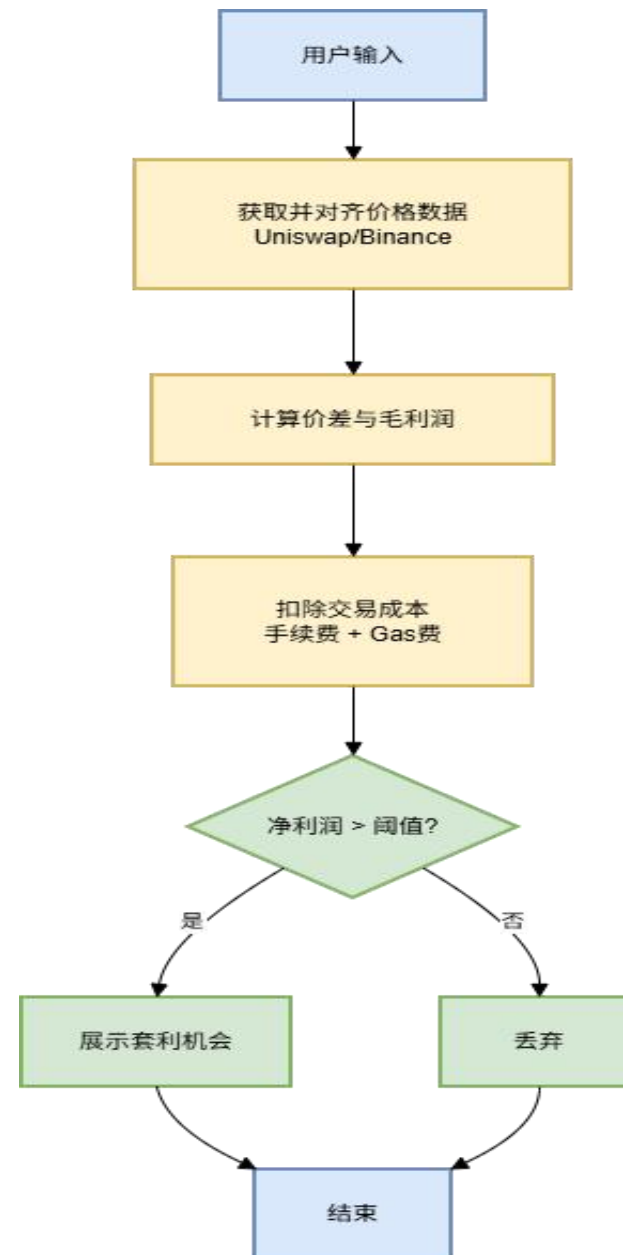 用户输入
获取并对齐价格数据
Uniswap/Binance
计算价差与毛利润
扣除交易成本
手续费 + Gas费
净利润 > 阈值?
是
否
展示套利机会
丢弃
结束